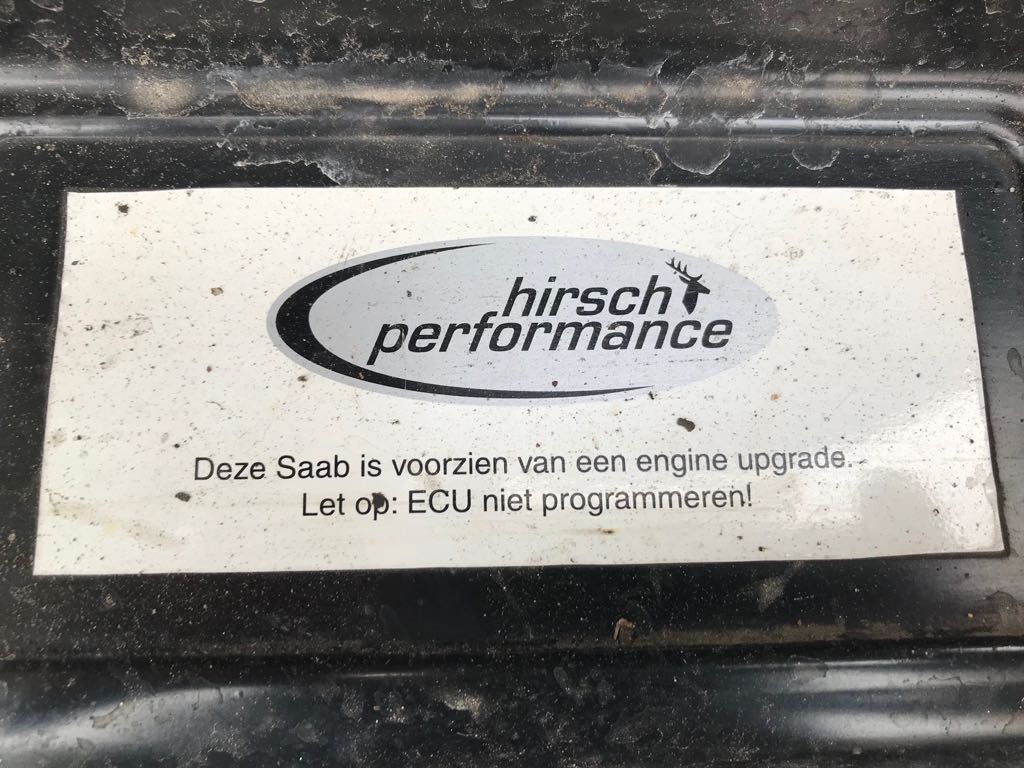 hirsch
performance
Deze Saab is voorzien van een engine upgrade.
Let op: ECU niet programmeren!